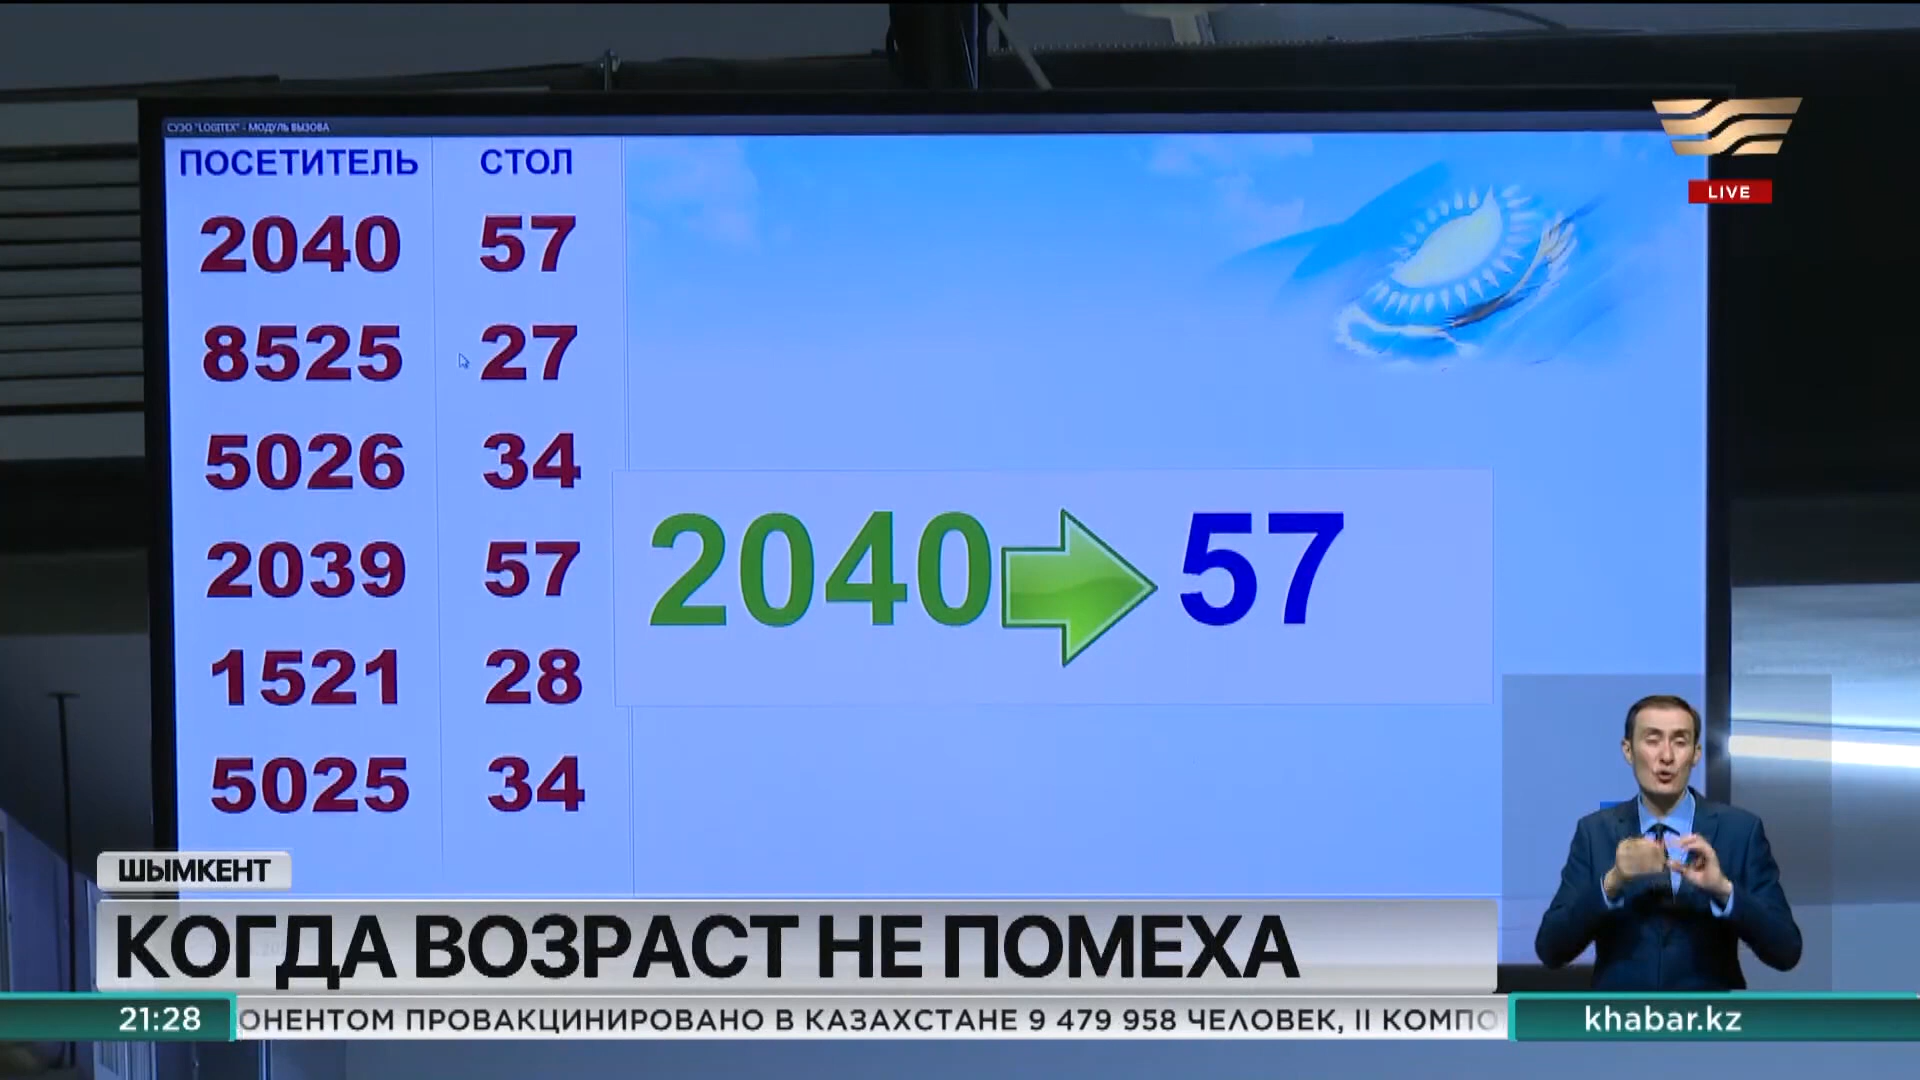 СУЭО "LOGITEX" - МОДУЛЬ ВЫЗОВА
ПОСЕТИТЕЛЬ СТОЛ
2040 57
8525 27
5026 34
2039 57
1521 28
5025 34
2040 57
LIVE
ШЫМКЕНТ
КОГДА ВОЗРАСТ НЕ ПОМЕХА
21:28 ОНЕНТОМ ПРОВАКЦИНИРОВАНО В КАЗАХСТАНЕ 9 479 958 ЧЕЛОВЕК, II КОМПО khabar.kz